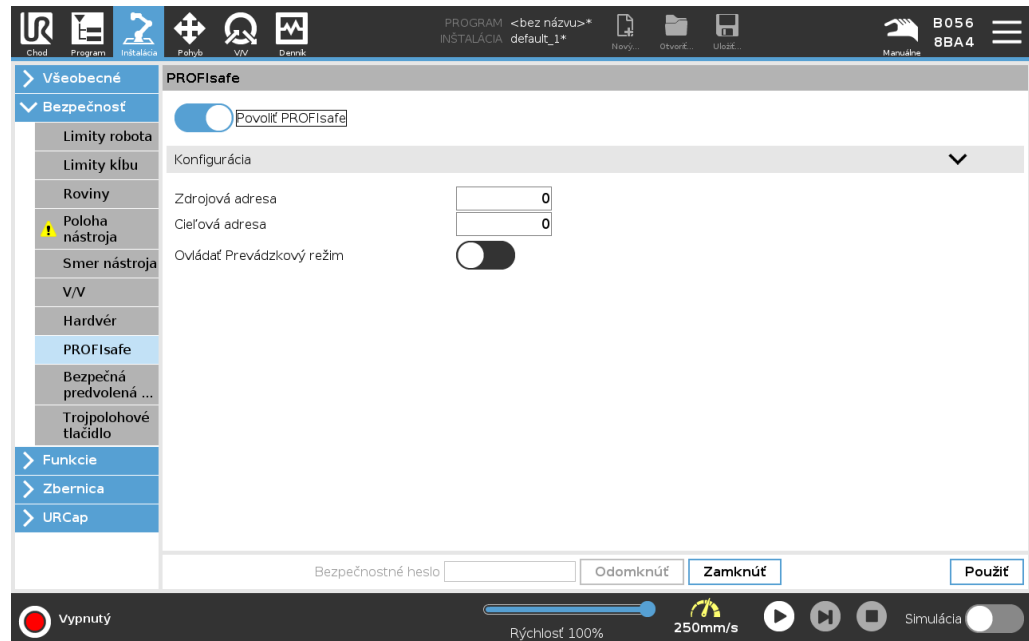 PROGRAM <bez názvu>*
INŠTALÁCIA default_1*
B056
8BA4
Chod
Program
Inštalácia
Pohyb
V/V
Denník
Nový...
Otvoriť...
Uložiť...
Manuálne
Všeobecné
PROFIsafe
Bezpečnosť
Povoliť PROFIsafe
Limity robota
Limity kĺbu
Konfigurácia
Roviny
Zdrojová adresa 0
Poloha
nástroja
Cieľová adresa 0
Smer nástroja
Ovládať Prevádzkový režim
V/V
Hardvér
PROFIsafe
Bezpečná
predvolená ...
Trojpolohové
tlačidlo
Funkcie
Zbernica
URCap
Bezpečnostné heslo
Odomknúť
Zamknúť
Použiť
Vypnutý
Rýchlosť 100%
250mm/s
Simulácia